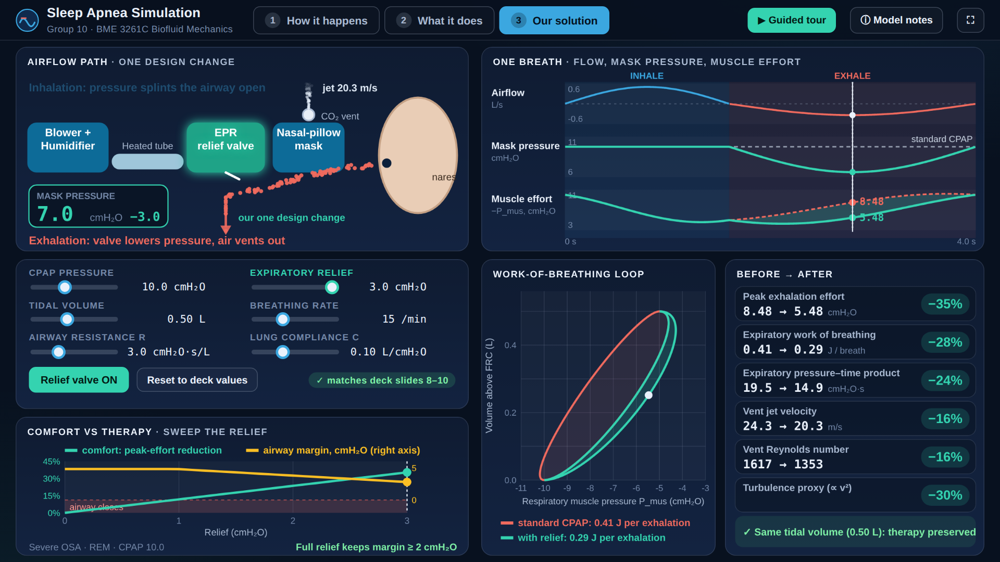 Sleep Apnea Simulation
Group 10 · BME 3261C Biofluid Mechanics
1 How it happens
2 What it does
3 Our solution
▶ Guided tour
ⓘ Model notes
AIRFLOW PATH · ONE DESIGN CHANGE
Inhalation: pressure splints the airway open
jet 20.3 m/s
CO₂ vent
Blower +
Humidifier
Heated tube
EPR
relief valve
Nasal-pillow
mask
nares
MASK PRESSURE
7.0 cmH₂O −3.0
our one design change
Exhalation: valve lowers pressure, air vents out
ONE BREATH · FLOW, MASK PRESSURE, MUSCLE EFFORT
INHALE
EXHALE
Airflow
L/s
0.6
-0.6
Mask pressure
cmH₂O
11
6
standard CPAP
Muscle effort
−P_mus, cmH₂O
11
3
8.48
5.48
0 s
4.0 s
CPAP PRESSURE
10.0 cmH₂O
EXPIRATORY RELIEF
3.0 cmH₂O
TIDAL VOLUME
0.50 L
BREATHING RATE
15 /min
AIRWAY RESISTANCE R
3.0 cmH₂O·s/L
LUNG COMPLIANCE C
0.10 L/cmH₂O
Relief valve ON
Reset to deck values
✓ matches deck slides 8–10
COMFORT VS THERAPY · SWEEP THE RELIEF
comfort: peak-effort reduction
airway margin, cmH₂O (right axis)
45%
30%
15%
0%
5
0
airway closes
0 1 2 3
Relief (cmH₂O)
Severe OSA · REM · CPAP 10.0
Full relief keeps margin ≥ 2 cmH₂O
WORK-OF-BREATHING LOOP
Volume above FRC (L)
0.4
0.2
0.0
-11 -10 -9 -8 -7 -6 -5 -4 -3
Respiratory muscle pressure P_mus (cmH₂O)
standard CPAP: 0.41 J per exhalation
with relief: 0.29 J per exhalation
BEFORE → AFTER
Peak exhalation effort
8.48 → 5.48 cmH₂O
−35%
Expiratory work of breathing
0.41 → 0.29 J / breath
−28%
Expiratory pressure–time product
19.5 → 14.9 cmH₂O·s
−24%
Vent jet velocity
24.3 → 20.3 m/s
−16%
Vent Reynolds number
1617 → 1353
−16%
Turbulence proxy (∝ v²)
−30%
✓ Same tidal volume (0.50 L): therapy preserved